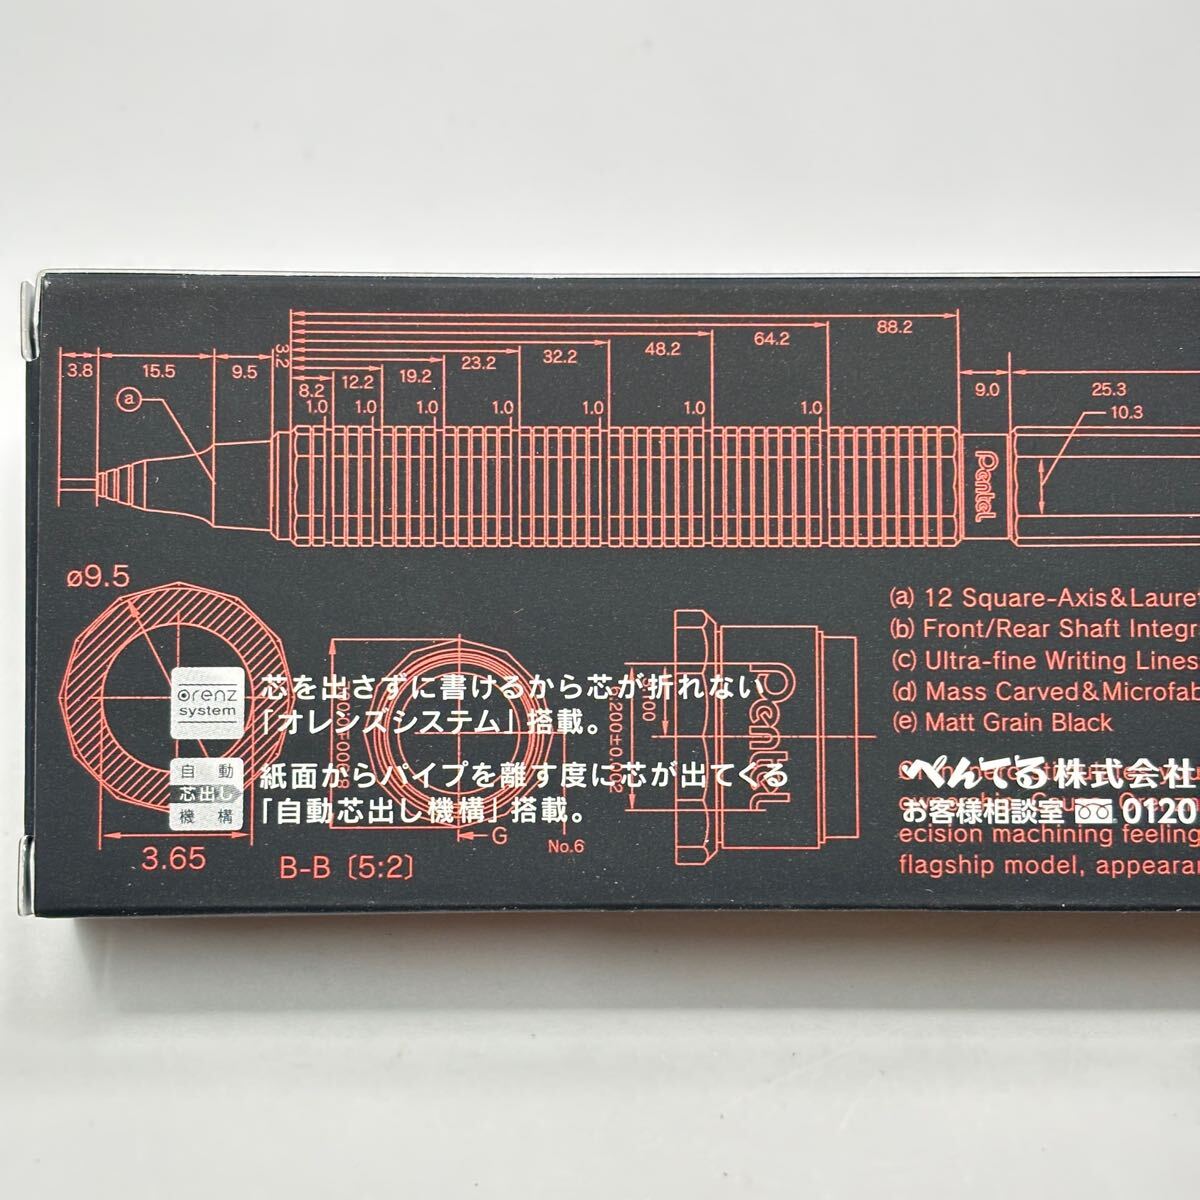 88.2
64.2
48.2
32.2
23.2
19.2
12.2
8.2
3.2
3.8
15.5
9.5
9.0
25.3
10.3
1.0
1.0
1.0
1.0
1.0
1.0
1.0
a
Pentel
ø9.5
(a) 12 Square-Axis&
(b) Front/Rear Shaft
(c) Ultra-fine Writing Lines
(d) Mass Carved&
(e) Matt Grain Black
Orenz
system
芯を出さずに書けるから芯が折れない
「オレンズシステム」搭載。
自動
芯出し
機構
紙面からパイプを離す度に芯が出てくる
「自動芯出し機構」搭載。
Pentel
ぺんてる株式会社
お客様相談室 0120
ecision machining feeling
flagship model,
3.65
B-B [5:2]
G
No.6